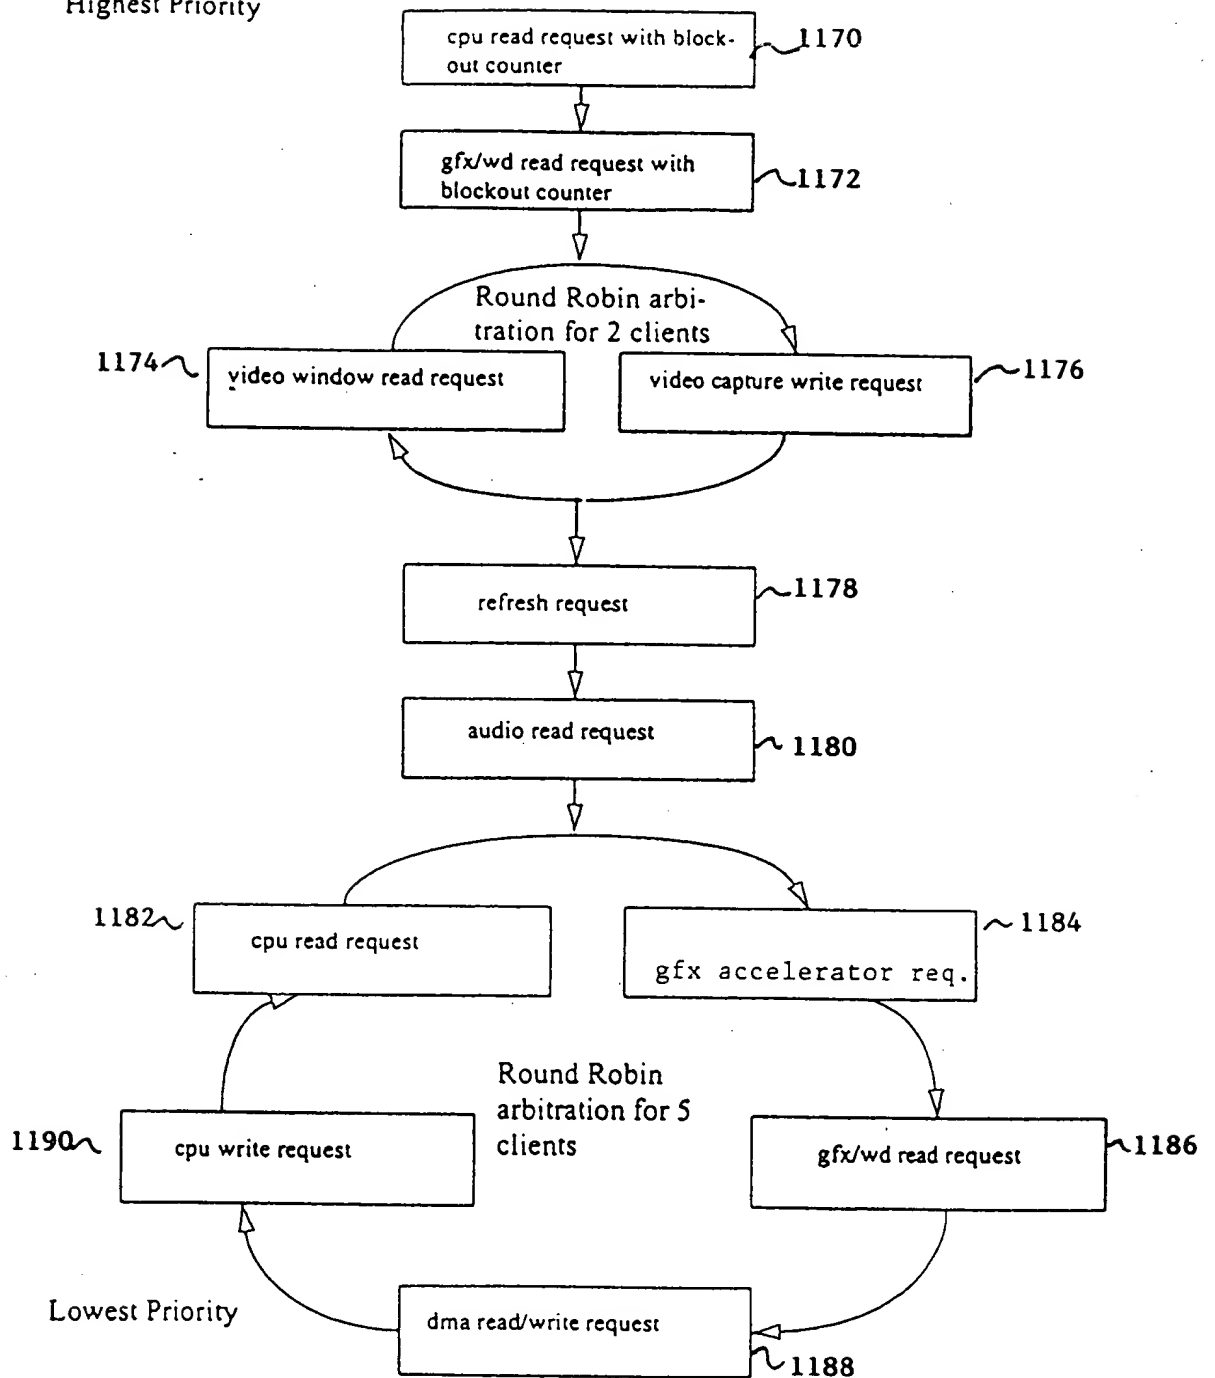 Highest Priority
cpu read request with block-
out counter
1170
gfx/wd read request with
blockout counter
1172
Round Robin arbi-
tration for 2 clients
1174
video window read request
video capture write request
1176
refresh request
1178
audio read request
1180
1182
cpu read request
gfx accelerator req.
1184
Round Robin
arbitration for 5
clients
1190
cpu write request
gfx/wd read request
1186
Lowest Priority
dma read/write request
1188